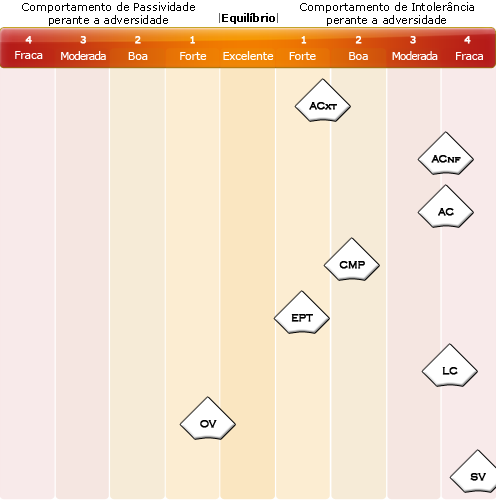 Comportamento de Passividade
perante a adversidade
|Equilíbrio|
Comportamento de Intolerância
perante a adversidade
4 3 2 1 1 2 3 4
Fraca Moderada Boa Forte Excelente Forte Boa Moderada Fraca
ACXT
ACNF
AC
CMP
EPT
LC
OV
SV